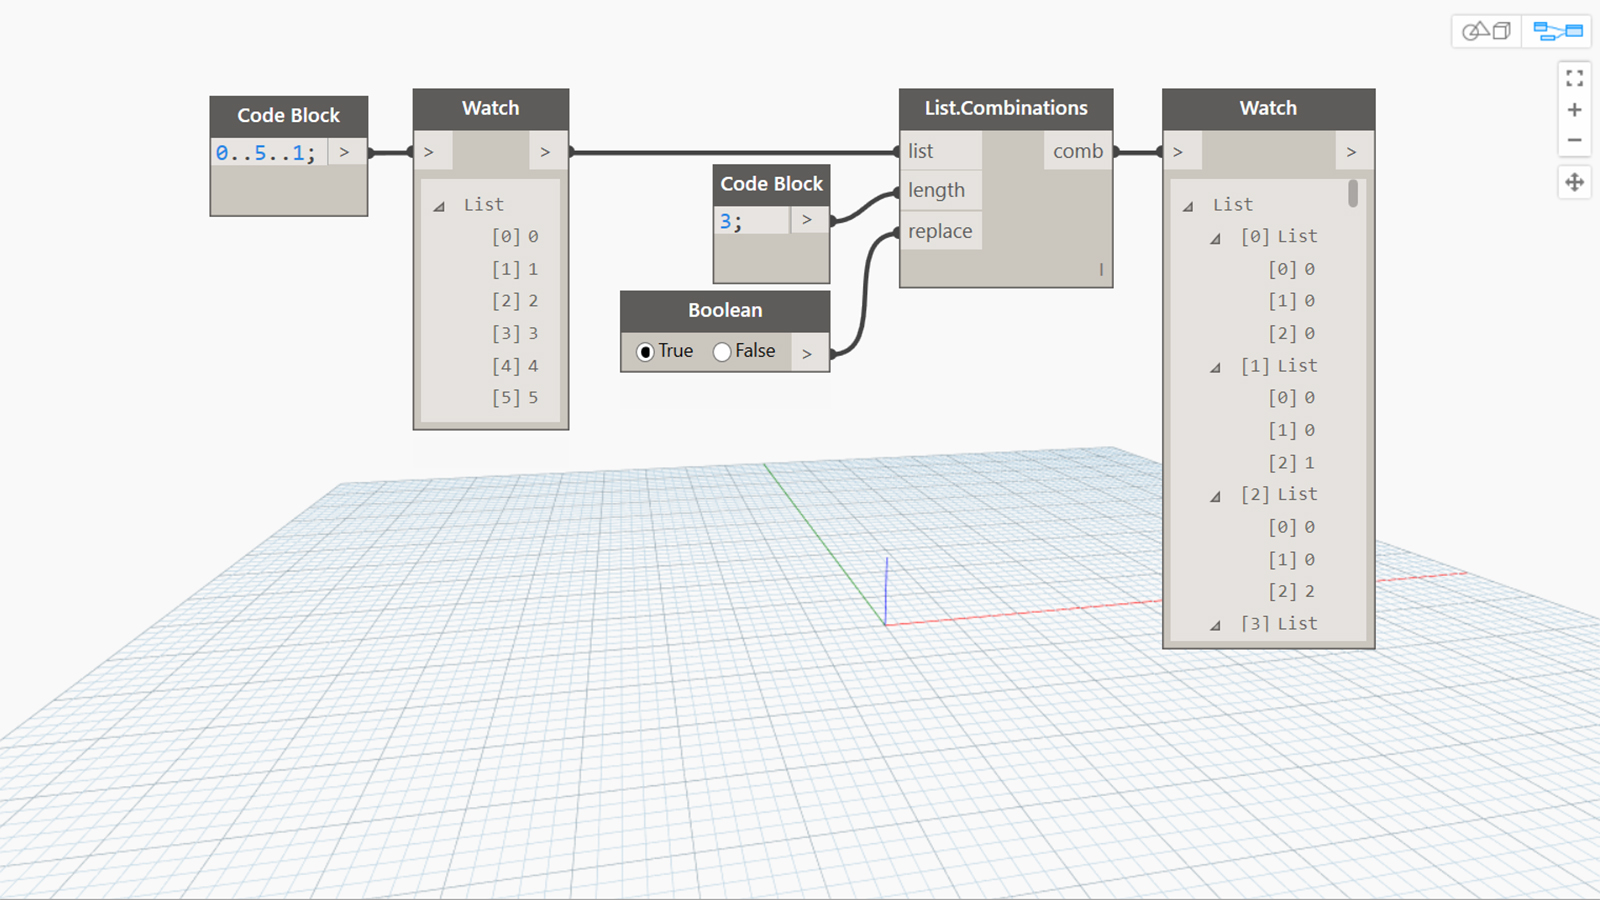 Code Block
0..5..1; >
Watch
> >
List
[0] 0
[1] 1
[2] 2
[3] 3
[4] 4
[5] 5
Code Block
3; >
Boolean
True False >
List.Combinations
list comb
length
replace
Watch
> >
List
[0] List
[0] 0
[1] 0
[2] 0
[1] List
[0] 0
[1] 0
[2] 1
[2] List
[0] 0
[1] 0
[2] 2
[3] List